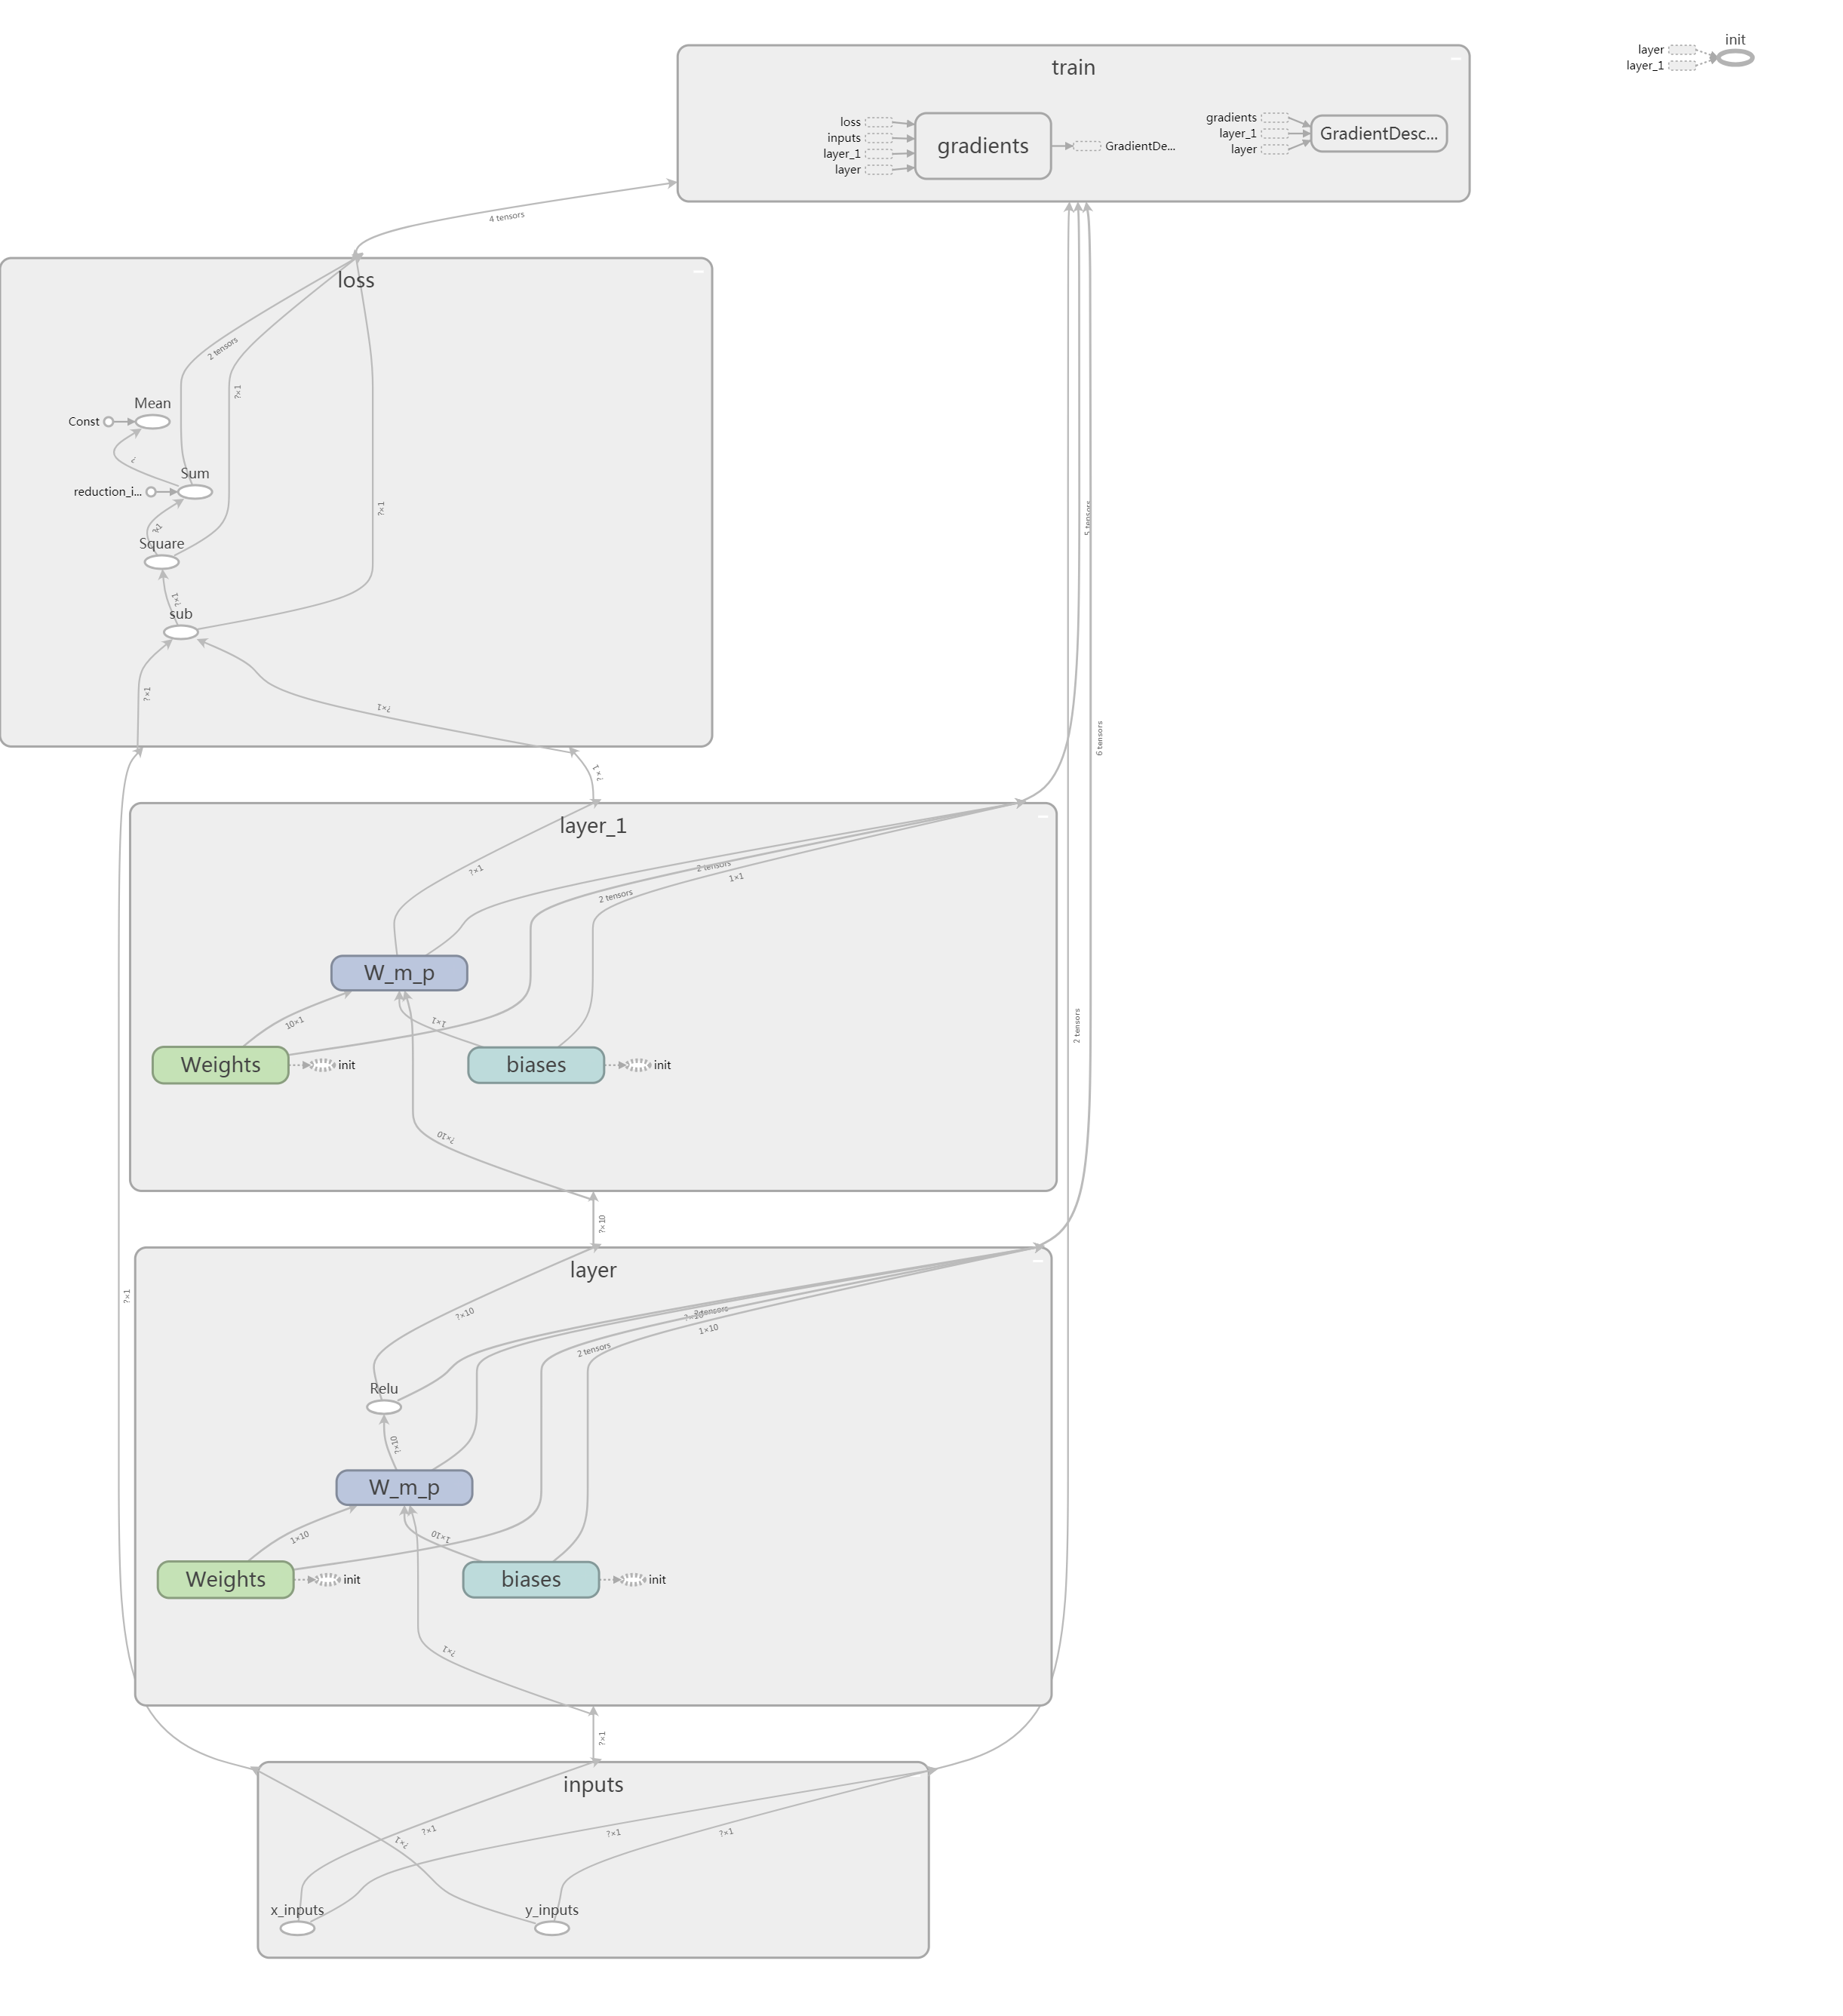 init
layer
layer_1
train
loss
inputs
layer_1
layer
gradients
GradientDe...
gradients
layer_1
layer
GradientDesc...
4 tensors
loss
2 tensors
?×1
Mean
Const
?
Sum
reduction_i...
?×1
?×1
Square
?×1
sub
?×1
?×1
5 tensors
6 tensors
?×1
layer_1
?×1
2 tensors
1×1
2 tensors
W_m_p
10×1
1×1
Weights
init
biases
init
2 tensors
?×10
?×10
layer
?×1
?×10
?×10
2 tensors
1×10
2 tensors
Relu
?×10
W_m_p
1×10
1×10
Weights
init
biases
init
?×1
?×1
inputs
?×1
?×1
?×1
?×1
x_inputs
y_inputs